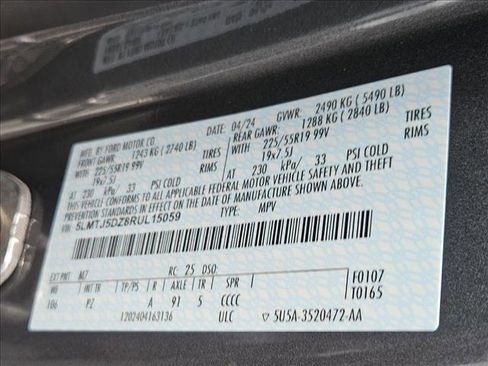 MFD. BY FORD MOTOR CO.
DATE: 04/24 GVWR: 2490 KG ( 5490 LB)
FRONT GAWR: 1243 KG ( 2740 LB) REAR GAWR: 1288 KG ( 2840 LB)
WITH 225/55R19 99V TIRES WITH 225/55R19 99V TIRES
19x7.5J RIMS 19x7.5J RIMS
AT 230 kPa/ 33 PSI COLD AT 230 kPa/ 33 PSI COLD
THIS VEHICLE CONFORMS TO ALL APPLICABLE FEDERAL MOTOR VEHICLE SAFETY AND THEFT
PREVENTION STANDARDS IN EFFECT ON THE DATE OF MANUFACTURE SHOWN ABOVE.
VIN: 5LMTJ5DZ8RUL15059 TYPE: MPV
EXT PNT: M7 RC: 25 DSO: F0107
WB INT TR TP/PS R AXLE TR SPR T0165
106 P2 A 91 5 CCCC
1202404163136 ULC 5U5A-3520472-AA